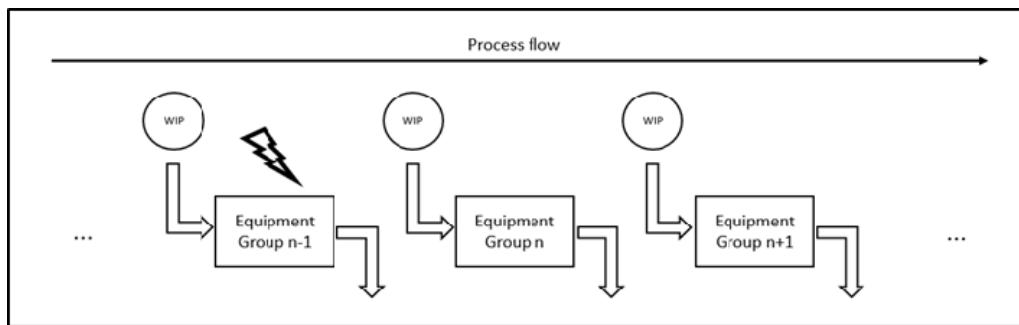 Process flow
WIP
WIP
WIP
Equipment
Group n-1
Equipment
Group n
Equipment
Group n+1
...
...